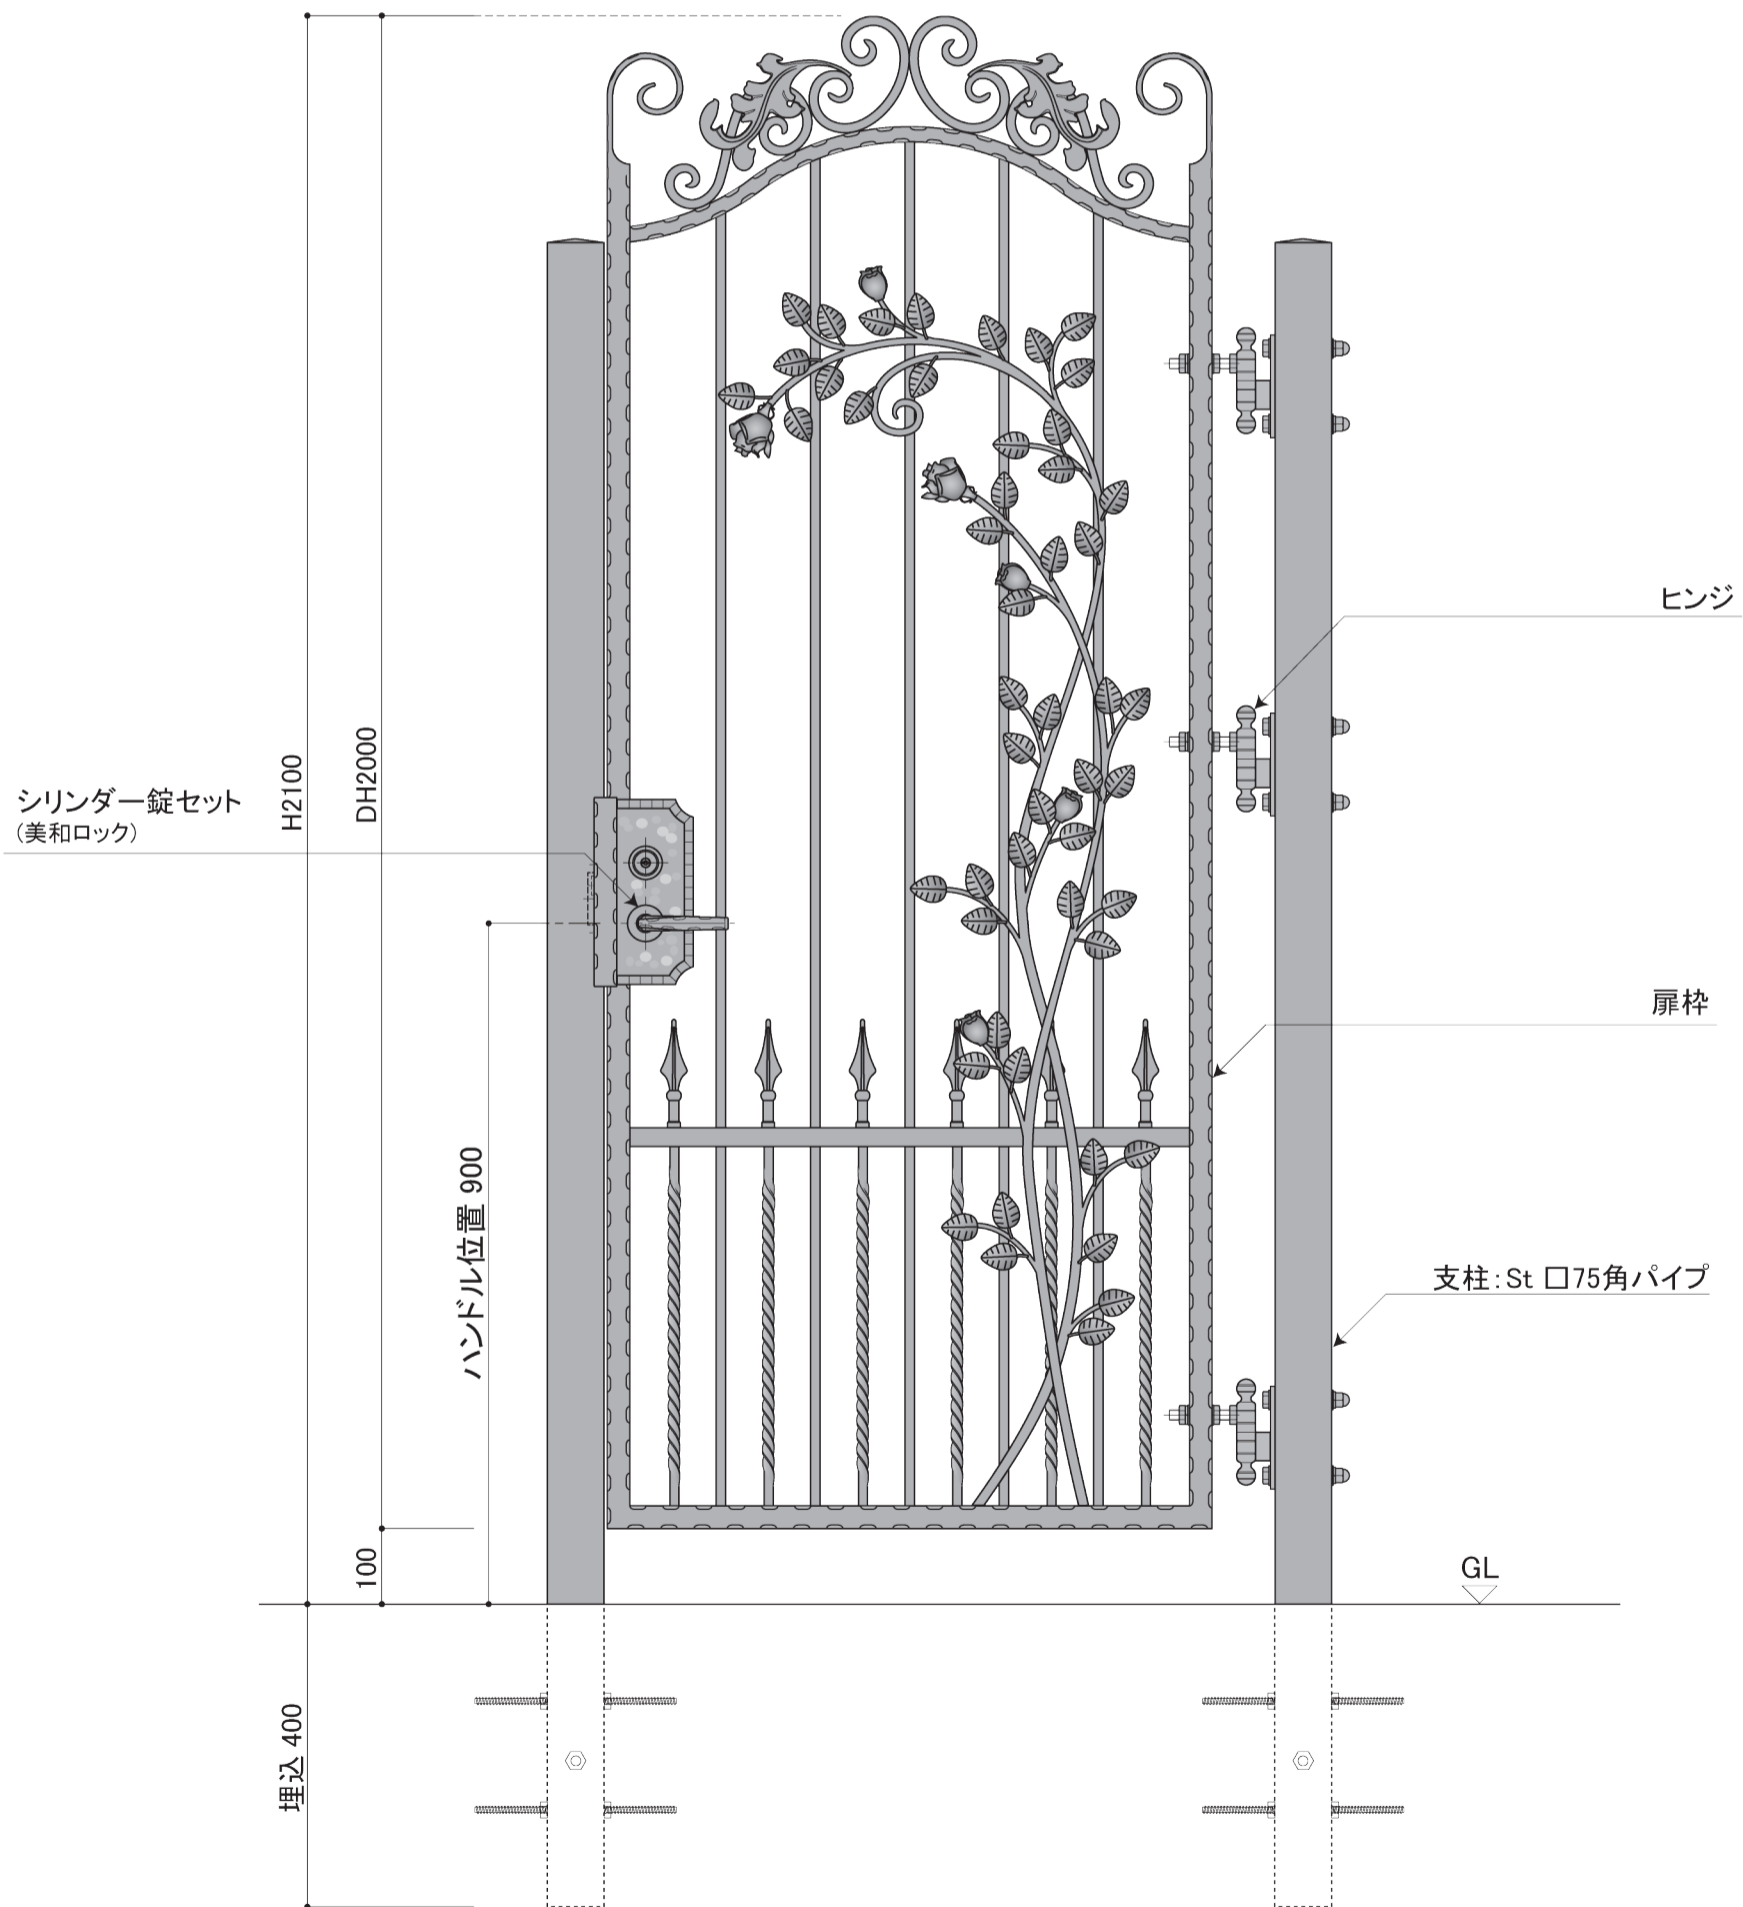 ヒンジ
H2100
DH2000
シリンダー錠セット
(美和ロック)
扉枠
ハンドル位置 900
支柱:St □75角パイプ
100
GL
埋込 400